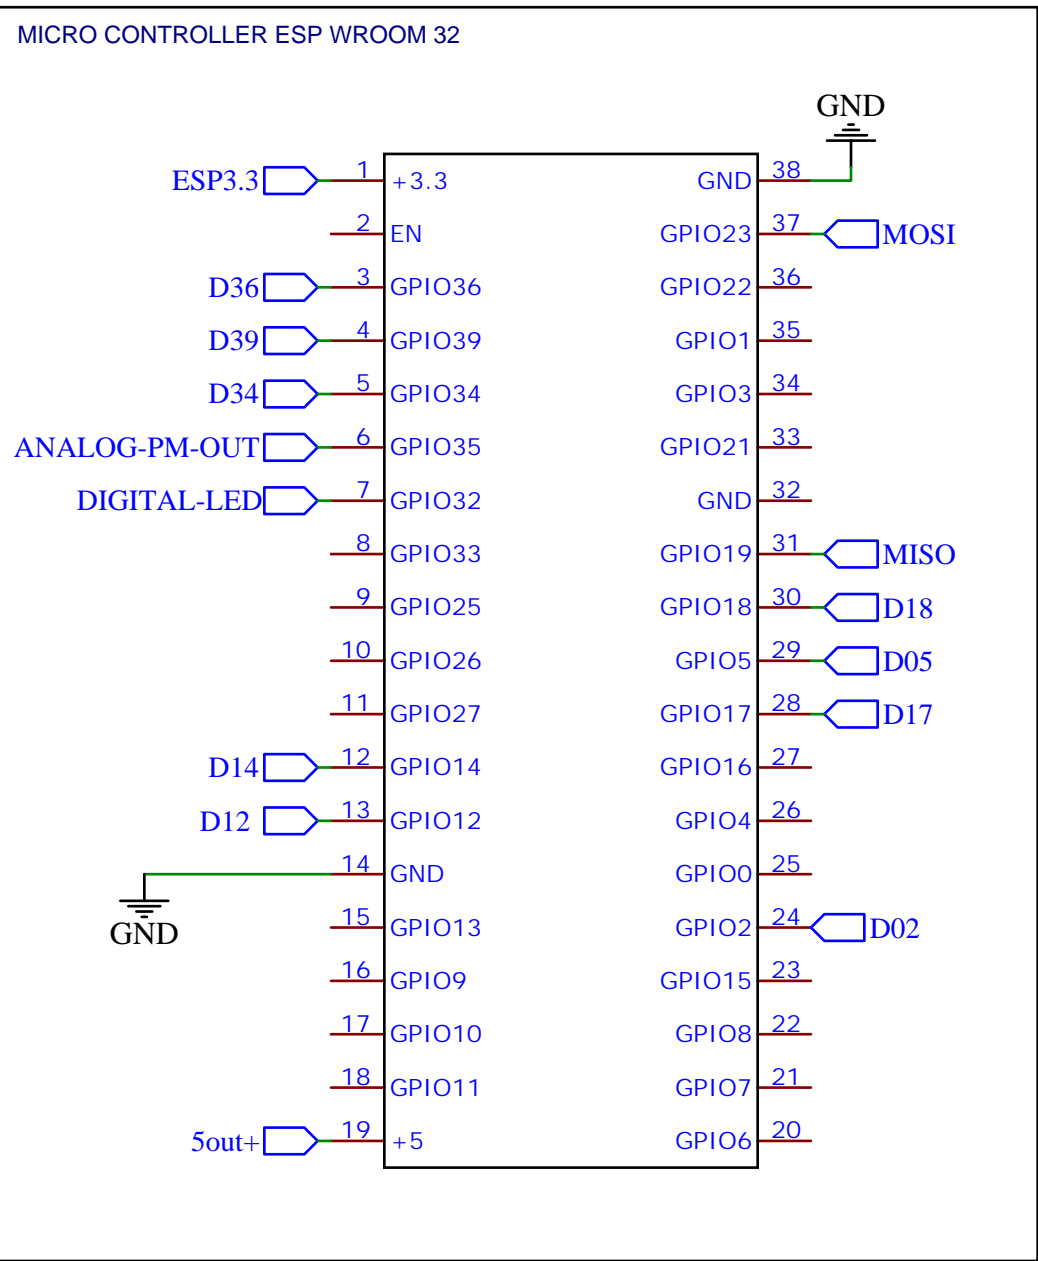 MICRO CONTROLLER ESP WROOM 32
GND
ESP3.3 1 +3.3 GND 38
2 EN GPIO23 37 MOSI
D36 3 GPIO36 GPIO22 36
D39 4 GPIO39 GPIO1 35
D34 5 GPIO34 GPIO3 34
ANALOG-PM-OUT 6 GPIO35 GPIO21 33
DIGITAL-LED 7 GPIO32 GND 32
8 GPIO33 GPIO19 31 MISO
9 GPIO25 GPIO18 30 D18
10 GPIO26 GPIO5 29 D05
11 GPIO27 GPIO17 28 D17
D14 12 GPIO14 GPIO16 27
D12 13 GPIO12 GPIO4 26
14 GND GPIO0 25
GND 15 GPIO13 GPIO2 24 D02
16 GPIO9 GPIO15 23
17 GPIO10 GPIO8 22
18 GPIO11 GPIO7 21
5out+ 19 +5 GPIO6 20